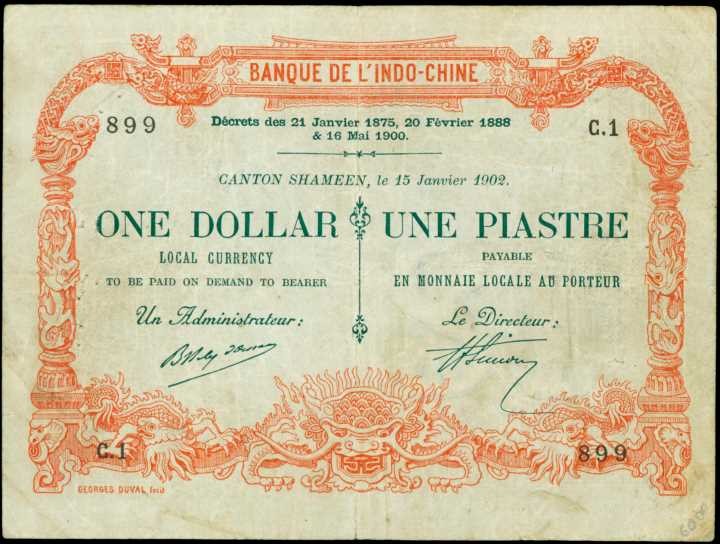 BANQUE DE L'INDO-CHINE
899
Décrets des 21 Janvier 1875, 20 Février 1888
& 16 Mai 1900.
C.1
CANTON SHAMEEN, le 15 Janvier 1902.
ONE DOLLAR
LOCAL CURRENCY
TO BE PAID ON DEMAND TO BEARER
Un Administrateur:
UNE PIASTRE
PAYABLE
EN MONNAIE LOCALE AU PORTEUR
Le Directeur:
C.1
899
GEORGES DUVAL fecit